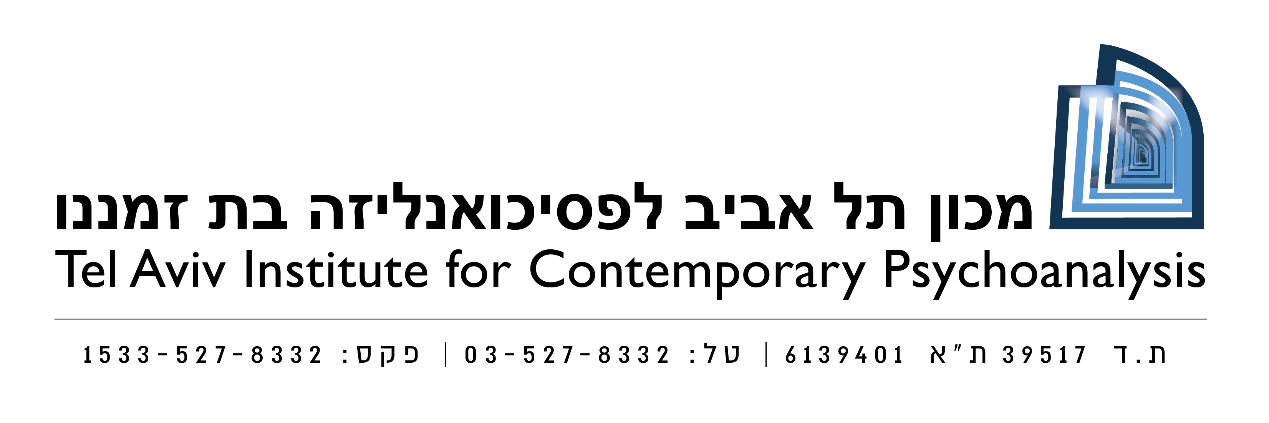 מכון תל אביב לפסיכואנליזה בת זמננו
Tel Aviv Institute for Contemporary Psychoanalysis
ת.ד 39517 ת"א 6139401 | טל: 03-527-8332 | פקס: 1533-527-8332